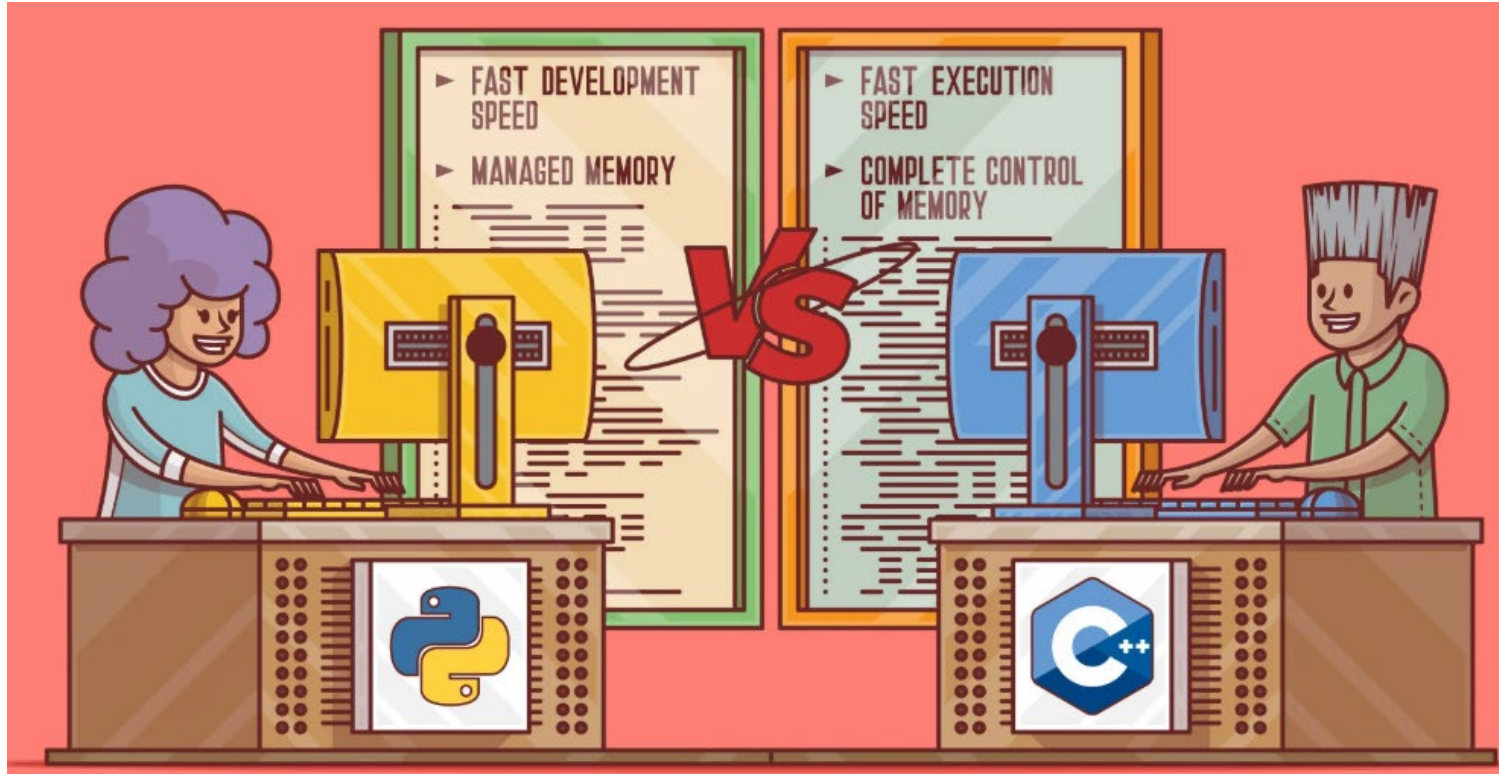 ► FAST DEVELOPMENT
SPEED
► MANAGED MEMORY
► FAST EXECUTION
SPEED
► COMPLETE CONTROL
OF MEMORY
VS
C++